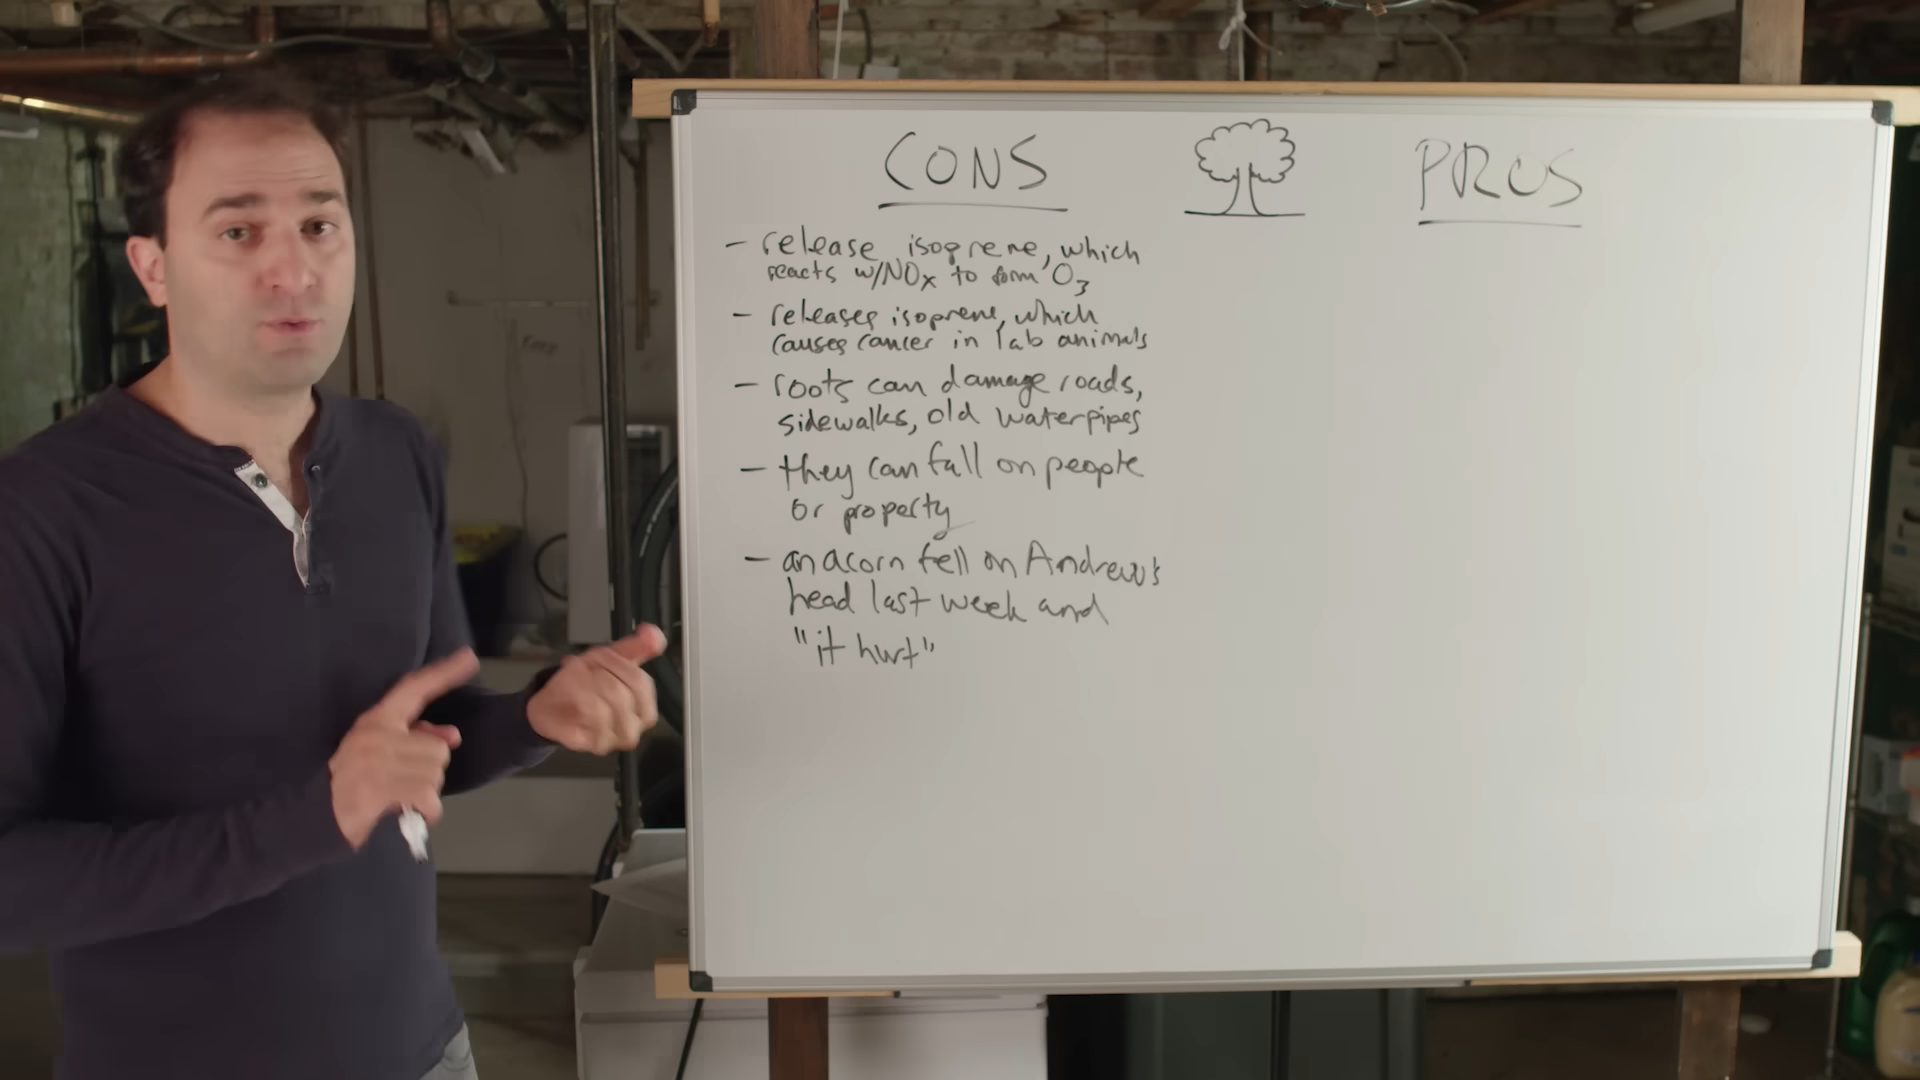 CONS
PROS
- release isoprene, which
reacts w/NOx to form O3
- releases isoprene, which
causes cancer in lab animals
- roots can damage roads,
sidewalks, old waterpipes
- they can fall on people
or property
- an acorn fell on Andrew's
head last week and
"it hurt"